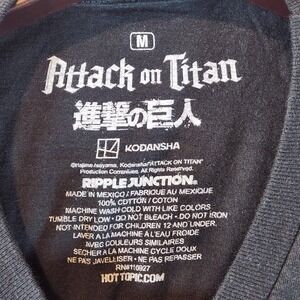 M
Attack on Titan
進撃の巨人
KODANSHA
©Hajime Isayama, Kodansha/"ATTACK ON TITAN"
Production Committee. All Rights Reserved.
RIPPLE JUNCTION.
MADE IN MEXICO / FABRIQUE AU MEXIQUE
100% COTTON / COTON
MACHINE WASH COLD WITH LIKE COLORS
TUMBLE DRY LOW • DO NOT BLEACH • DO NOT IRON
NOT INTENDED FOR CHILDREN 12 AND UNDER.
LAVER A LA MACHINE A L'EAU FROIDE
AVEC COULEURS SIMILAIRES
SECHER A LA MACHINE CYCLE DOUX
NE PAS JAVELLISER • NE PAS REPASSER
RN#110927
HOTTOPIC.COM